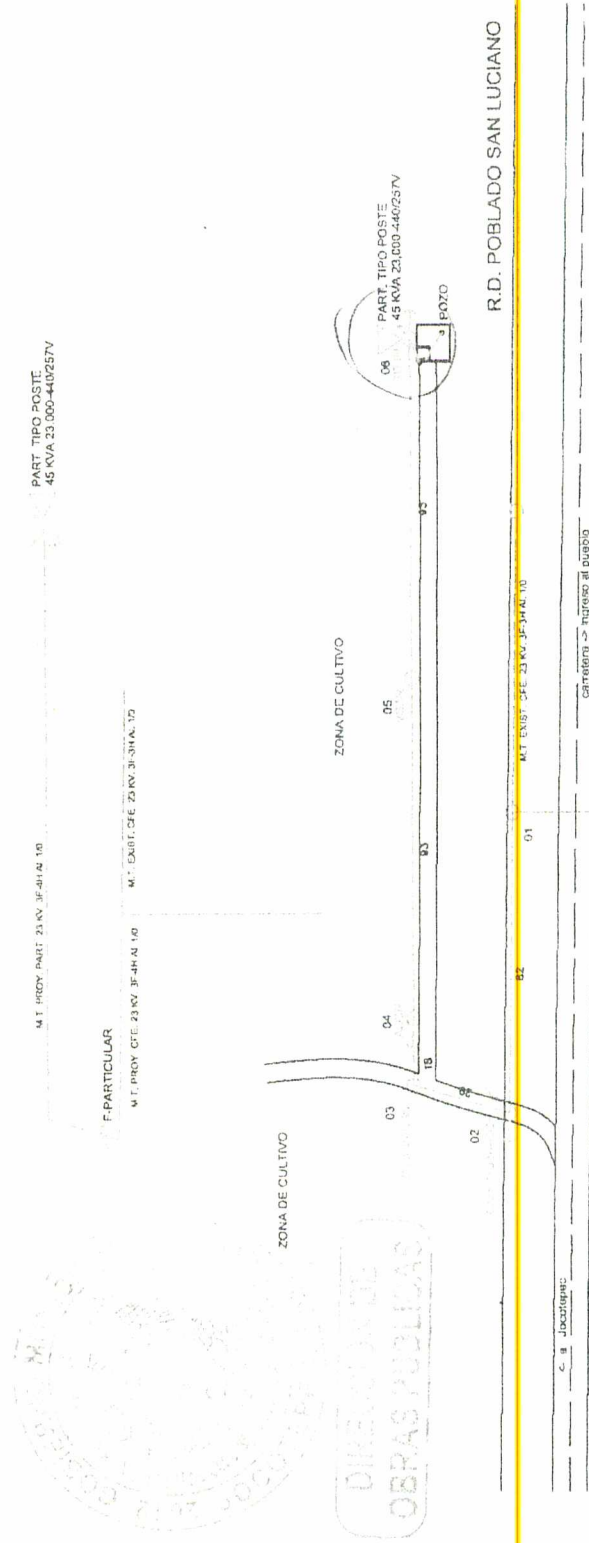 M.T. PROY. PART. 23 KV. 3F-4H AL 1/0
PART. TIPO POSTE
45 KVA 23,000-440/257V
F-PARTICULAR
M.T. PROY. CFE. 23 KV. 3F-4H AL 1/0
M.T. EXIST. CFE. 23 KV. 3F-3H AL. 1/0
ZONA DE CULTIVO
ZONA DE CULTIVO
DIRECCION DE
OBRAS PUBLICAS
03
04
05
06
PART. TIPO POSTE
45 KVA 23,000-440/257V
18
93
93
POZO
02
R.D. POBLADO SAN LUCIANO
82
01
M.T. EXIST. CFE. 23 KV. 3F-3H AL 1/0
<- a Jocotepec
carretera -> Ingreso al pueblo